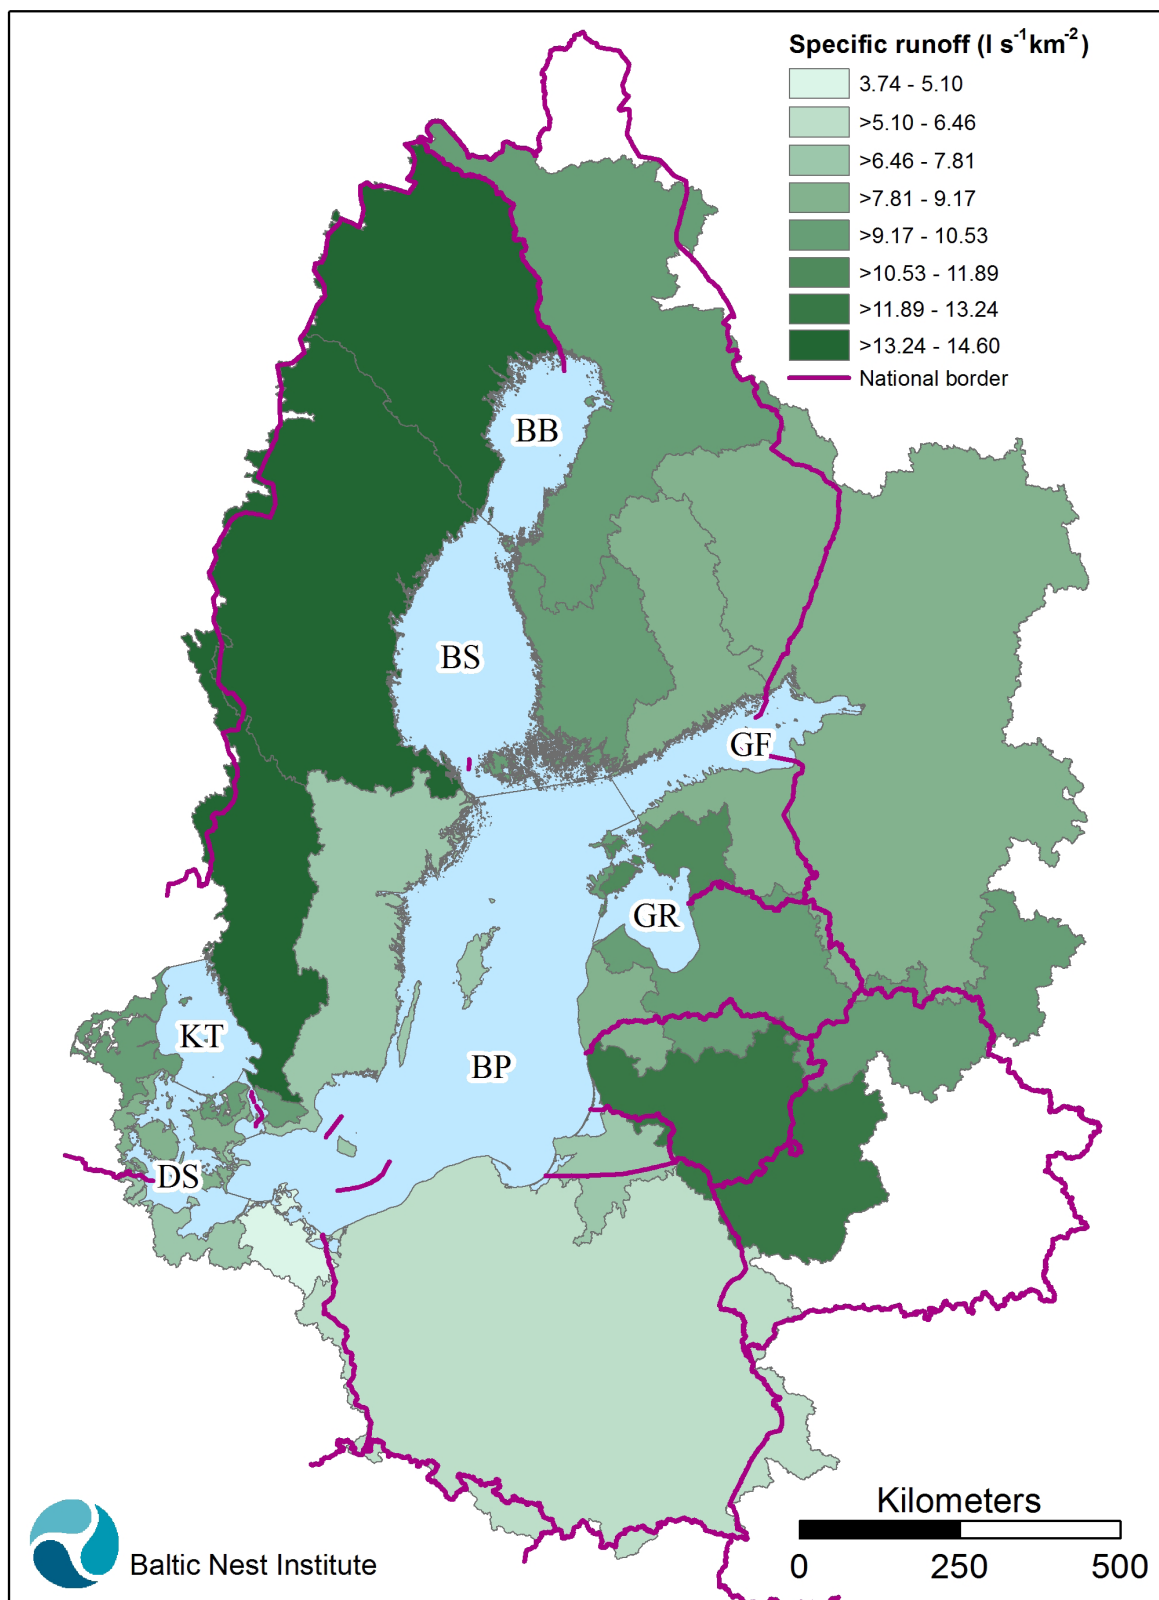 Specific runoff (l s-1km-2)
3.74 - 5.10
>5.10 - 6.46
>6.46 - 7.81
>7.81 - 9.17
>9.17 - 10.53
>10.53 - 11.89
>11.89 - 13.24
>13.24 - 14.60
National border
BB
BS
GF
GR
KT
BP
DS
Kilometers
0 250 500
Baltic Nest Institute